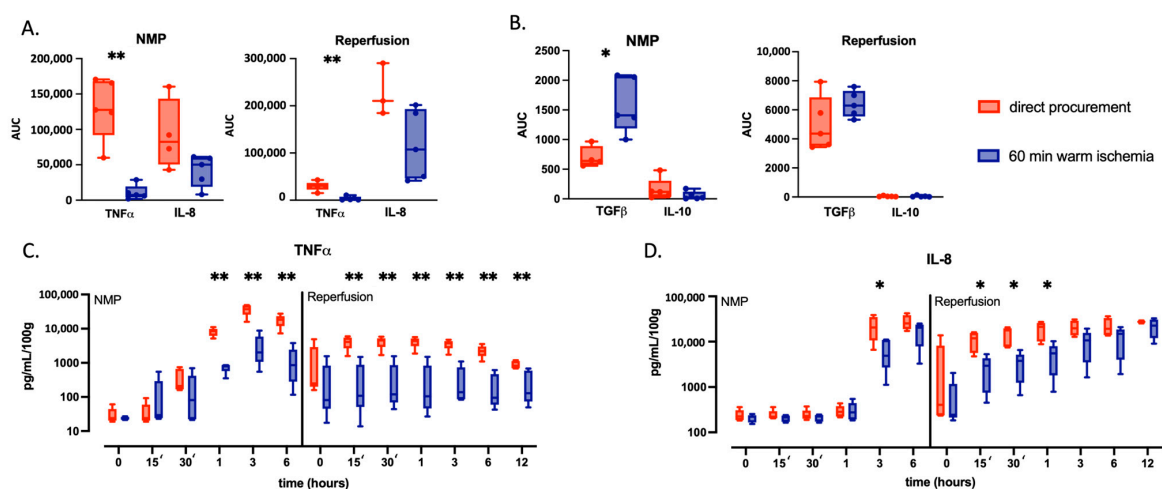 A.
NMP
**
AUC
200,000
150,000
100,000
50,000
0
TNFα
IL-8
Reperfusion
**
AUC
300,000
200,000
100,000
0
TNFα
IL-8
B.
NMP
*
AUC
2500
2000
1500
1000
500
0
TGFβ
IL-10
Reperfusion
AUC
10,000
8000
6000
4000
2000
0
TGFβ
IL-10
direct procurement
60 min warm ischemia
C.
TNFα
** ** ** ** ** ** ** ** **
NMP
Reperfusion
pg/mL/100g
100,000
10,000
1000
100
10
0 15′ 30′ 1 3 6 0 15′ 30′ 1 3 6 12
time (hours)
D.
IL-8
* * * *
NMP
Reperfusion
pg/mL/100g
100,000
10,000
1000
100
0 15′ 30′ 1 3 6 0 15′ 30′ 1 3 6 12
time (hours)